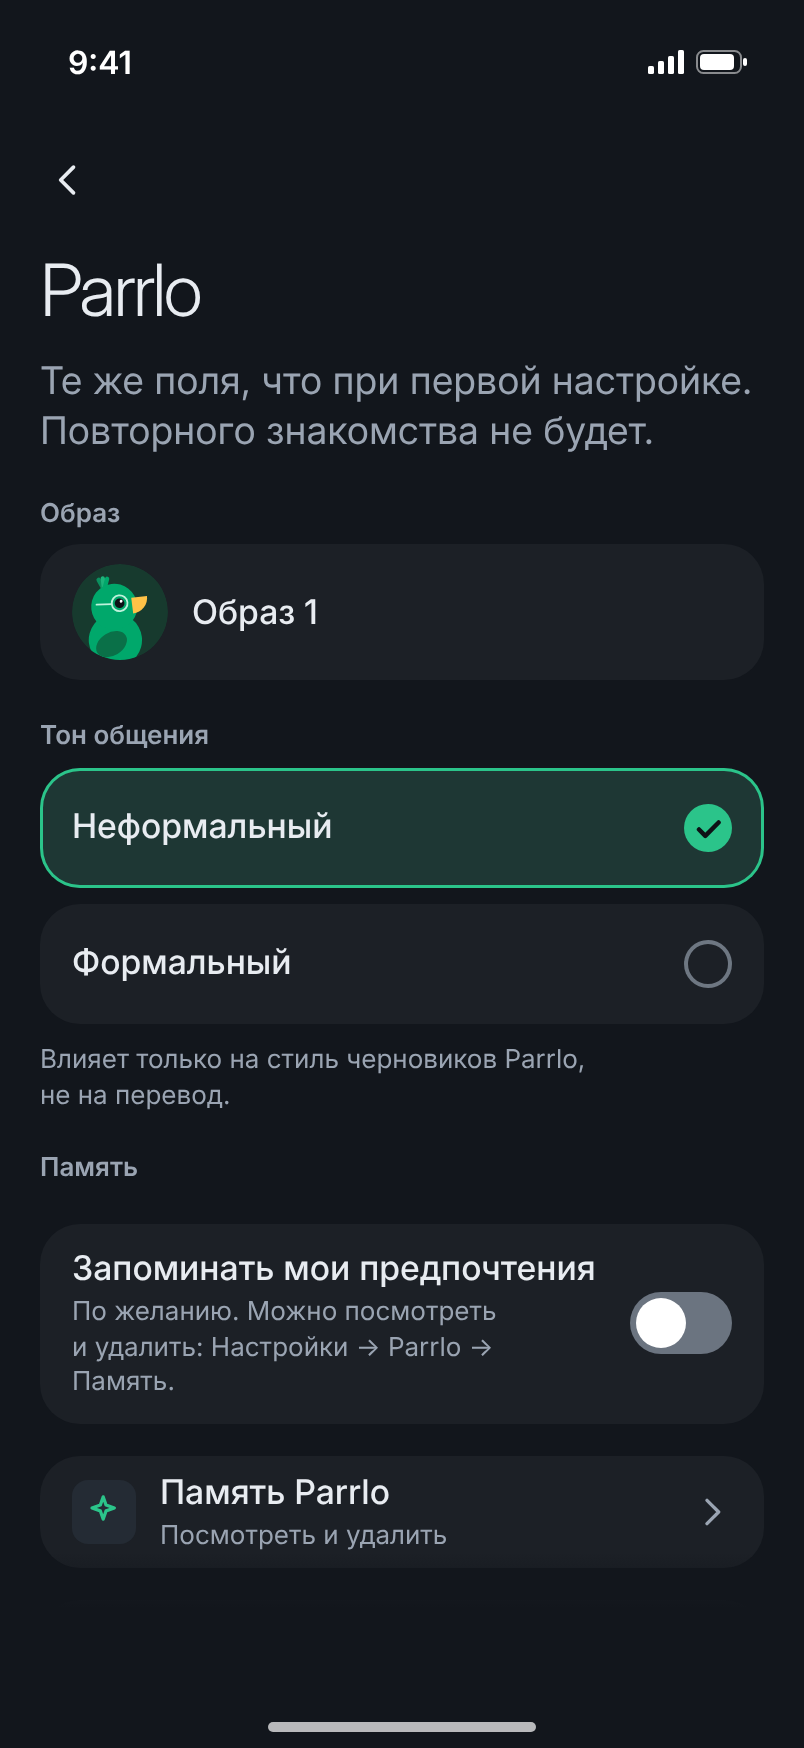 9:41
Parrlo
Те же поля, что при первой настройке.
Повторного знакомства не будет.
Образ
Образ 1
Тон общения
Неформальный
Формальный
Влияет только на стиль черновиков Parrlo,
не на перевод.
Память
Запоминать мои предпочтения
По желанию. Можно посмотреть
и удалить: Настройки → Parrlo →
Память.
Память Parrlo
Посмотреть и удалить